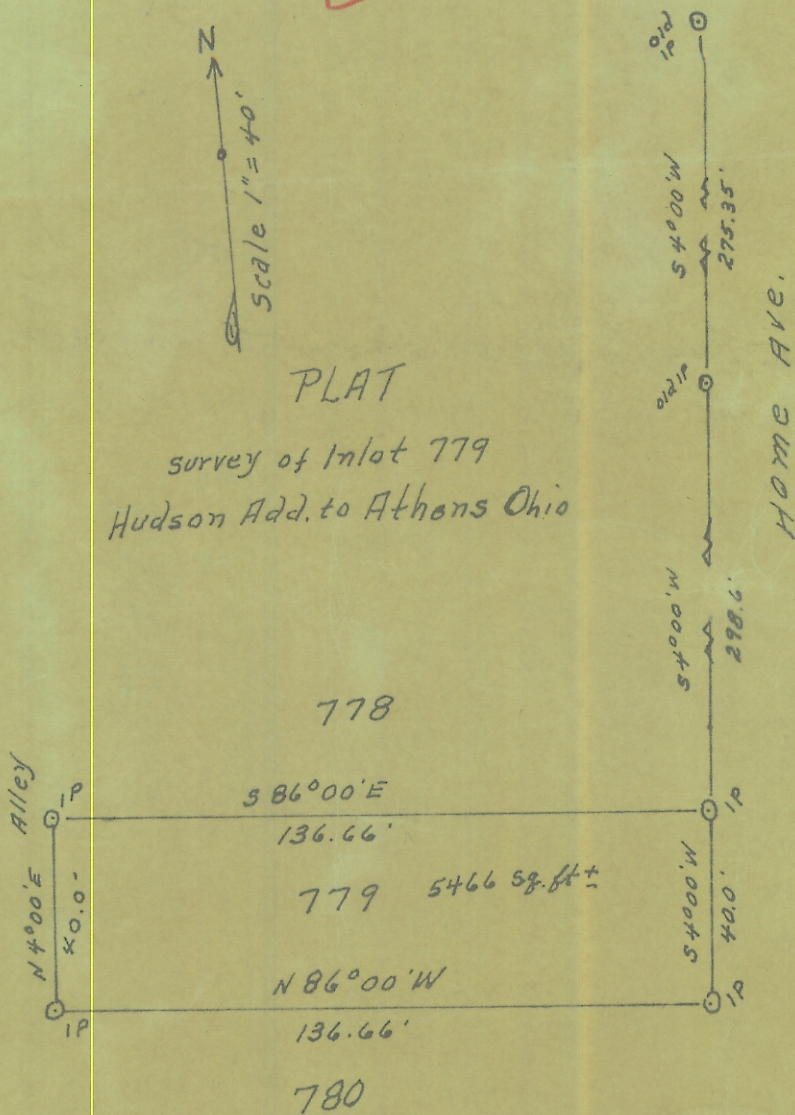 N
Scale 1"=40'
Old IP
S 4°00'W
275.35'
Old IP
Home Ave.
PLAT
survey of Inlot 779
Hudson Add. to Athens Ohio
S 4°00'W
298.6'
778
Alley
IP
S 86°00'E
136.66'
IP
N 4°00'E
40.0'
779 5466 Sq.ft±
S 4°00'W
40.0'
N 86°00'W
136.66'
IP
IP
780